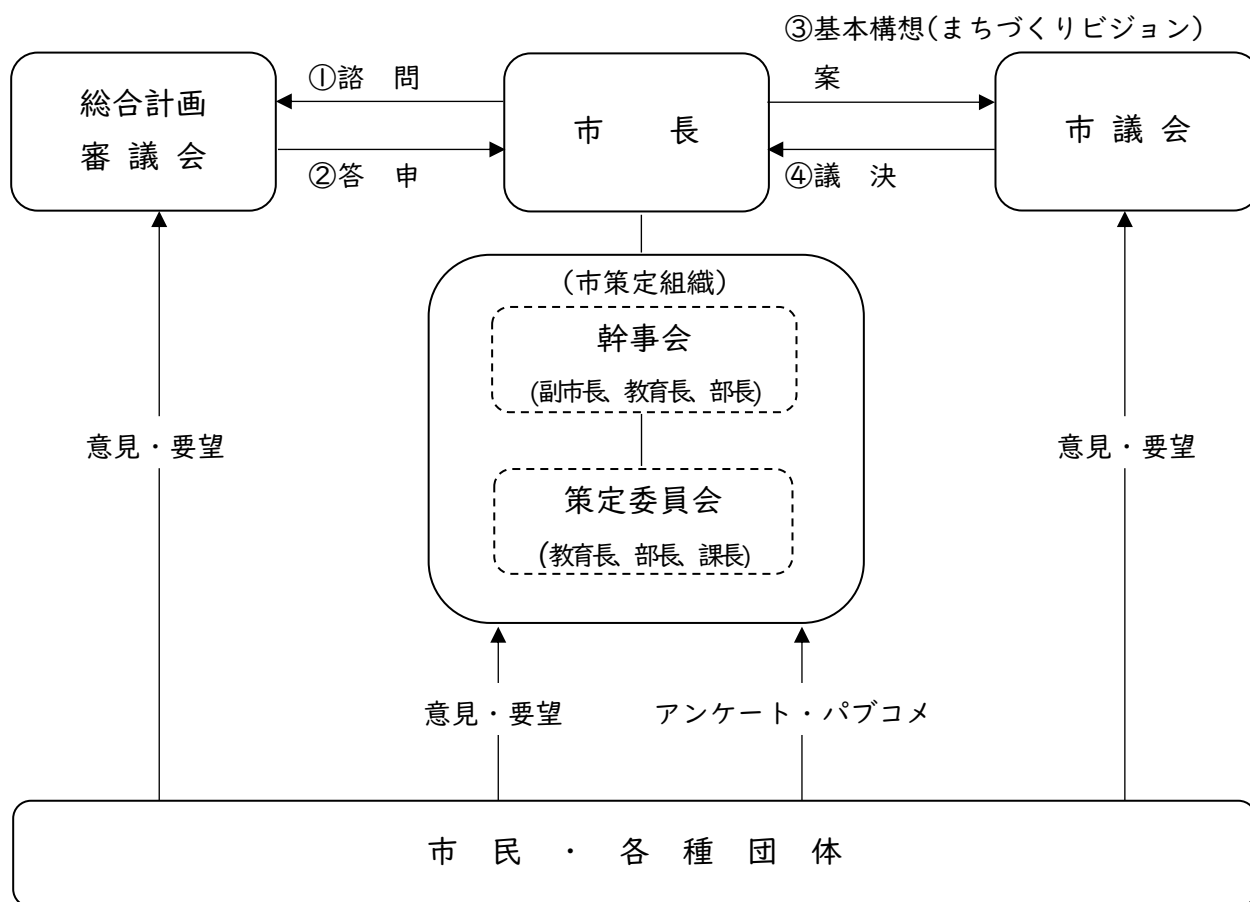 ③基本構想(まちづくりビジョン)
案
①諮 問
総合計画
審 議 会
市 長
市 議 会
②答 申
④議 決
(市策定組織)
幹事会
(副市長、教育長、部長)
意見・要望
意見・要望
策定委員会
(教育長、部長、課長)
意見・要望
アンケート・パブコメ
市 民 ・ 各 種 団 体